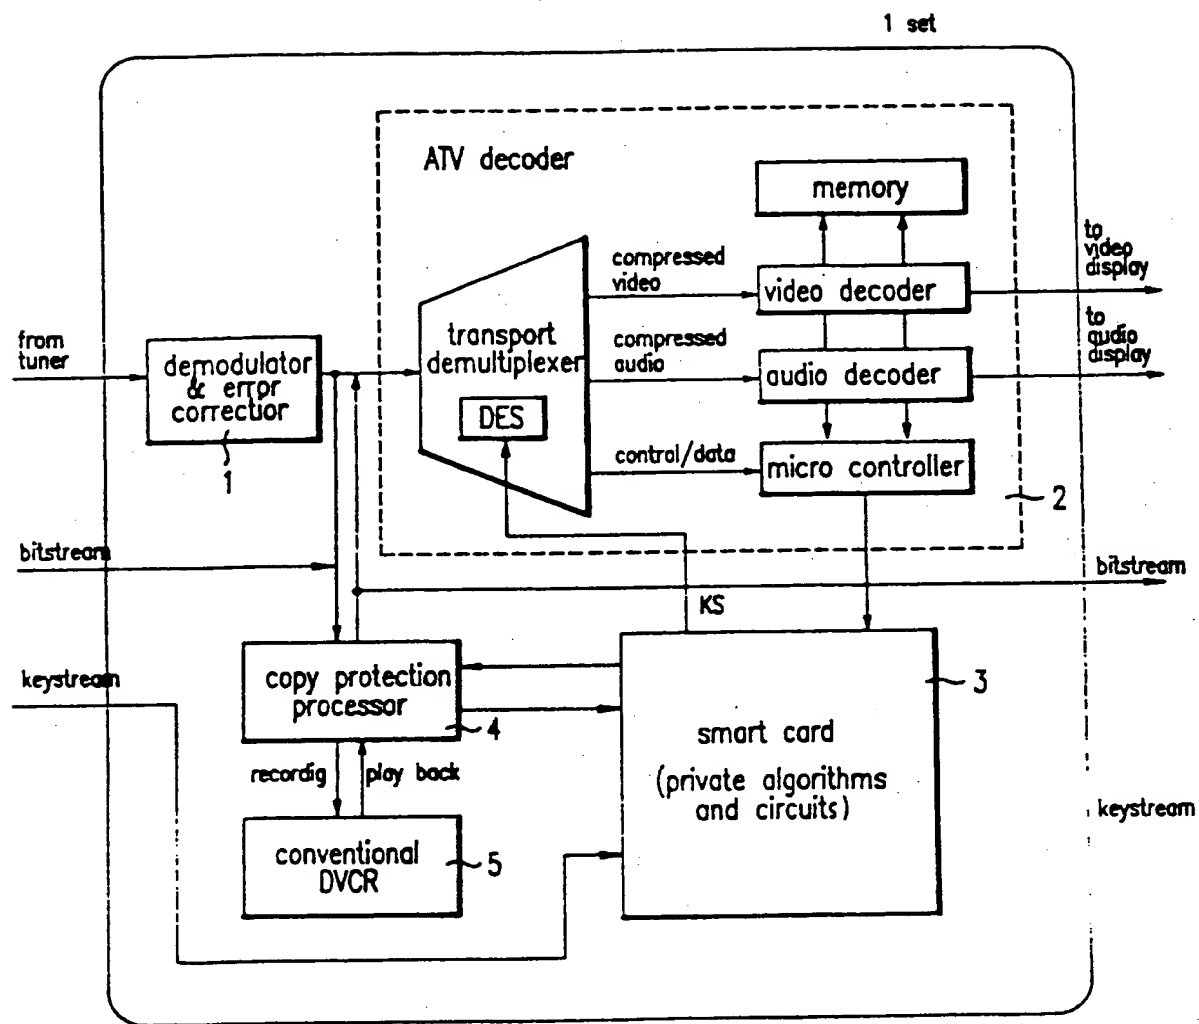 1 set
ATV decoder
memory
compressed
video
video decoder
to
video
display
from
tuner
demodulator
& error
correctior
1
transport
demultiplexer
DES
compressed
audio
audio decoder
to
audio
display
control/data
micro controller
2
bitstream
bitstream
KS
keystream
copy protection
processor
4
smart card
(private algorithms
and circuits)
3
recordig
play back
conventional
DVCR
5
keystream